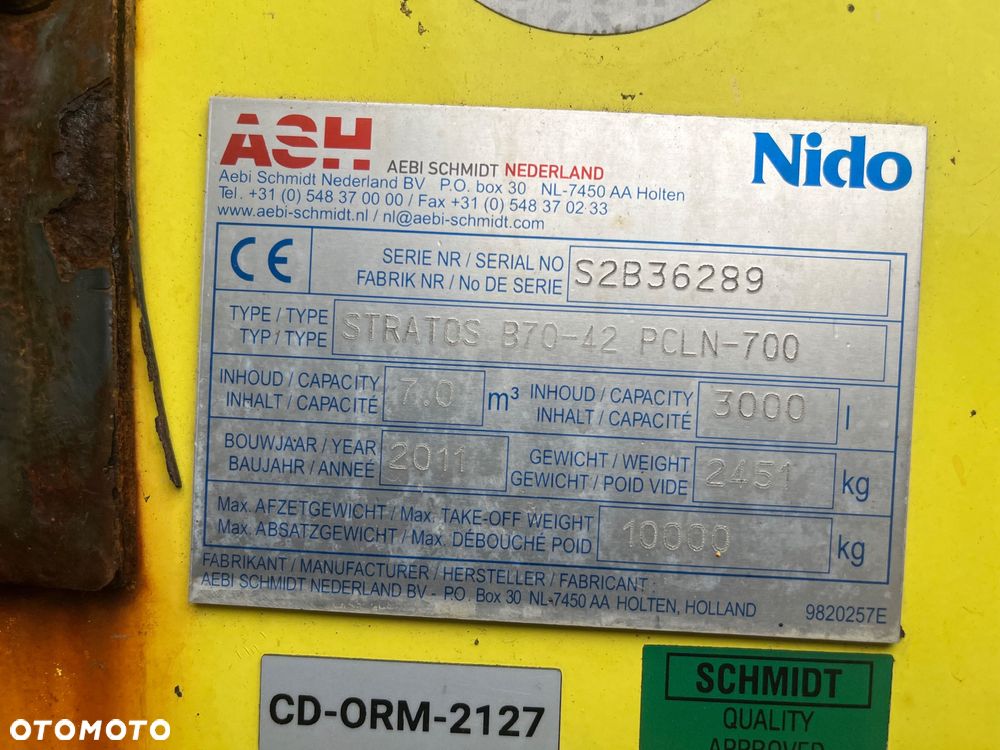 ASH
AEBI SCHMIDT NEDERLAND
Nido
Aebi Schmidt Nederland BV P.O. box 30 NL-7450 AA Holten
Tel. +31 (0) 548 37 00 00 / Fax +31 (0) 548 37 02 33
www.aebi-schmidt.nl / nl@aebi-schmidt.com
CE
SERIE NR / SERIAL NO
FABRIK NR / No DE SERIE
S2B36289
TYPE / TYPE
TYP / TYPE
STRATOS B70-42 PCLN-700
INHOUD / CAPACITY
INHALT / CAPACITÉ
7.0 m³
INHOUD / CAPACITY
INHALT / CAPACITÉ
3000 l
BOUWJAAR / YEAR
BAUJAHR / ANNEÉ
2011
GEWICHT / WEIGHT
GEWICHT / POID VIDE
2451 kg
Max. AFZETGEWICHT / Max. TAKE-OFF WEIGHT
Max. ABSATZGEWICHT / Max. DÉBOUCHÉ POID
10000 kg
FABRIKANT / MANUFACTURER / HERSTELLER / FABRICANT :
AEBI SCHMIDT NEDERLAND BV - P.O. Box 30 NL-7450 AA HOLTEN, HOLLAND
9820257E
CD-ORM-2127
SCHMIDT
QUALITY
APPROVED
OTOMOTO